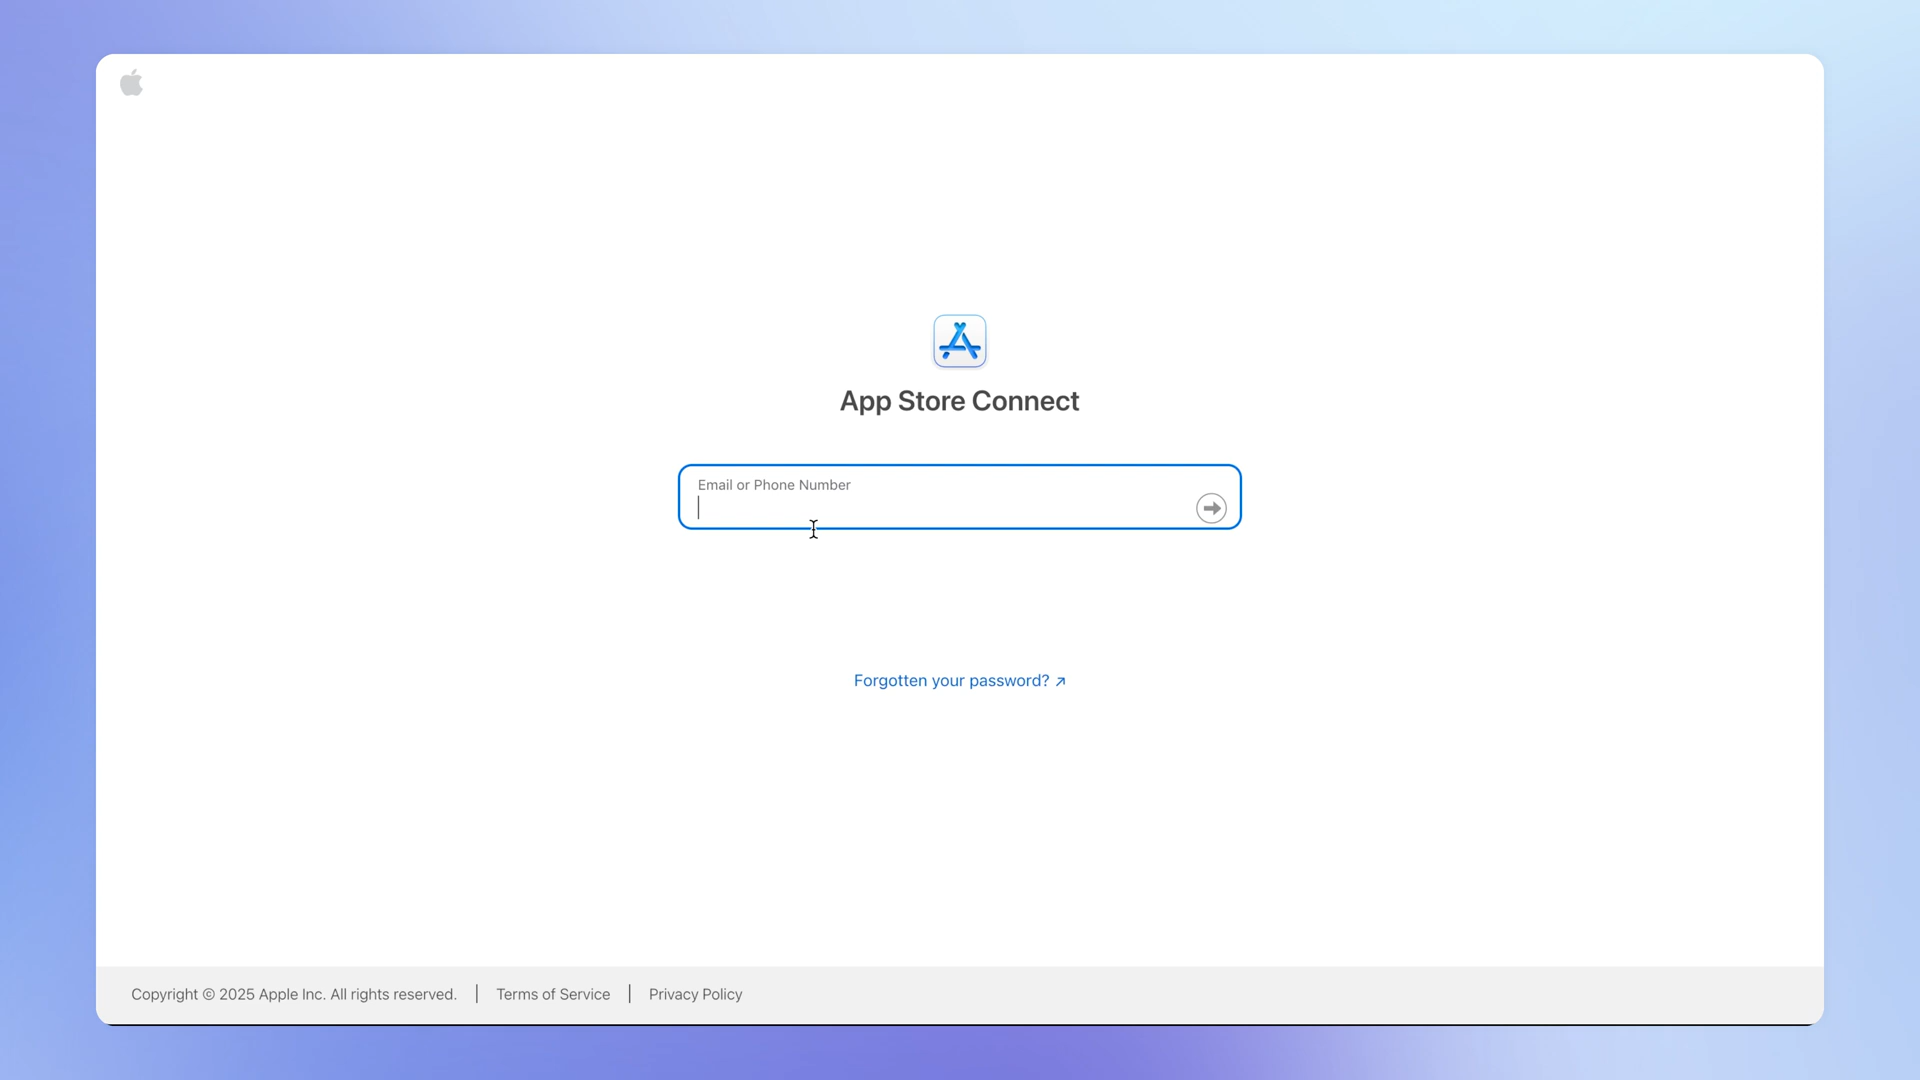 App Store Connect
Email or Phone Number
Forgotten your password? ↗
Copyright © 2025 Apple Inc. All rights reserved. | Terms of Service | Privacy Policy